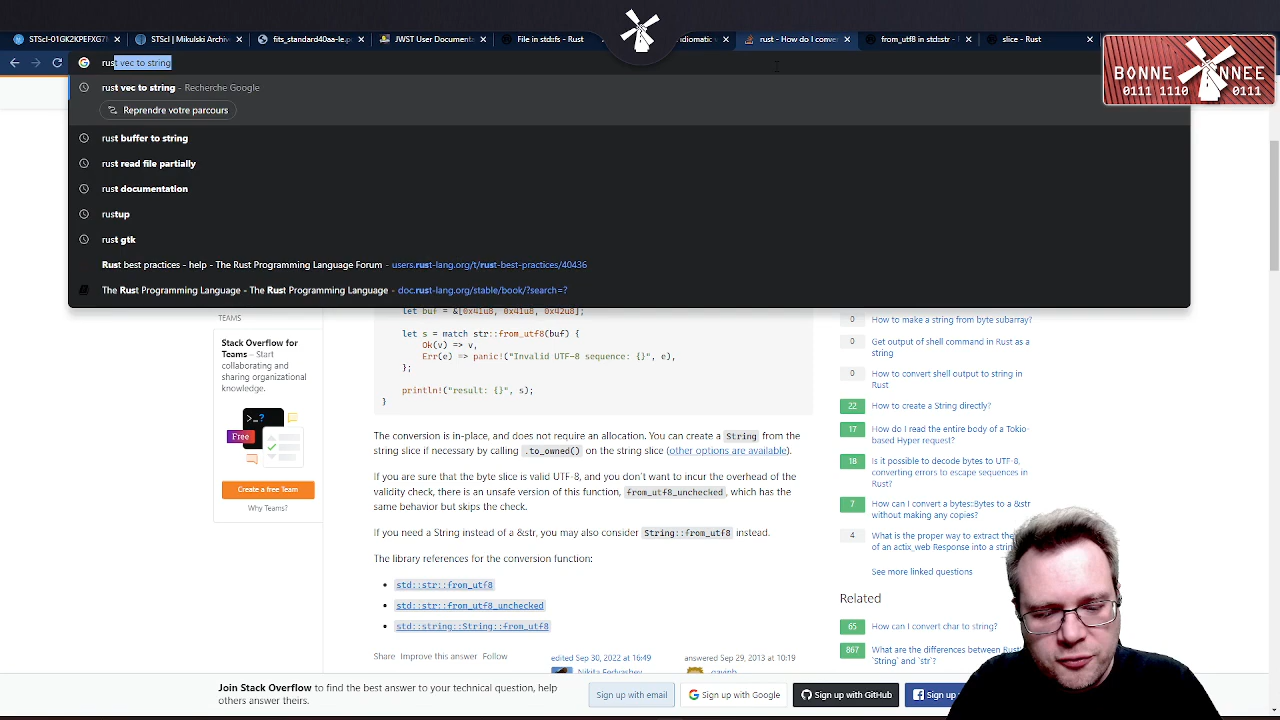 STScI-01GK2KPEFXG7
STScI | Mikulski Archive
fits_standard40aa-le.p
JWST User Documenta
File in std::fs - Rust
idiomatic
rust - How do I conver
from_utf8 in std::str - R
slice - Rust
BONNE ANNEE
0111 1110 0111
rust vec to string
rust vec to string - Recherche Google
Reprendre votre parcours
rust buffer to string
rust read file partially
rust documentation
rustup
rust gtk
Rust best practices - help - The Rust Programming Language Forum - users.rust-lang.org/t/rust-best-practices/40436
The Rust Programming Language - The Rust Programming Language - doc.rust-lang.org/stable/book/?search=?
TEAMS
Stack Overflow for
Teams – Start
collaborating and
sharing organizational
knowledge.
>_?
Free
Create a free Team
Why Teams?
let buf = &[0x41u8, 0x41u8, 0x42u8];
let s = match str::from_utf8(buf) {
Ok(v) => v,
Err(e) => panic!("Invalid UTF-8 sequence: {}", e),
};
println!("result: {}", s);
}
The conversion is in-place, and does not require an allocation. You can create a String from the
string slice if necessary by calling .to_owned() on the string slice (other options are available).
If you are sure that the byte slice is valid UTF-8, and you don't want to incur the overhead of the
validity check, there is an unsafe version of this function, from_utf8_unchecked, which has the
same behavior but skips the check.
If you need a String instead of a &str, you may also consider String::from_utf8 instead.
The library references for the conversion function:
std::str::from_utf8
std::str::from_utf8_unchecked
std::string::String::from_utf8
Share Improve this answer Follow
edited Sep 30, 2022 at 16:49
Nikita Fedyashev
answered Sep 29, 2013 at 10:19
0 How to make a string from byte subarray?
0 Get output of shell command in Rust as a
string
0 How to convert shell output to string in
Rust
22 How to create a String directly?
17 How do I read the entire body of a Tokio-
based Hyper request?
18 Is it possible to decode bytes to UTF-8,
converting errors to escape sequences in
Rust?
7 How can I convert a bytes::Bytes to a &str
without making any copies?
4 What is the proper way to extract the
of an actix_web Response into a string
See more linked questions
Related
65 How can I convert char to string?
867 What are the differences between Rust's
`String` and `str`?
Join Stack Overflow to find the best answer to your technical question, help
others answer theirs.
Sign up with email
Sign up with Google
Sign up with GitHub
Sign up